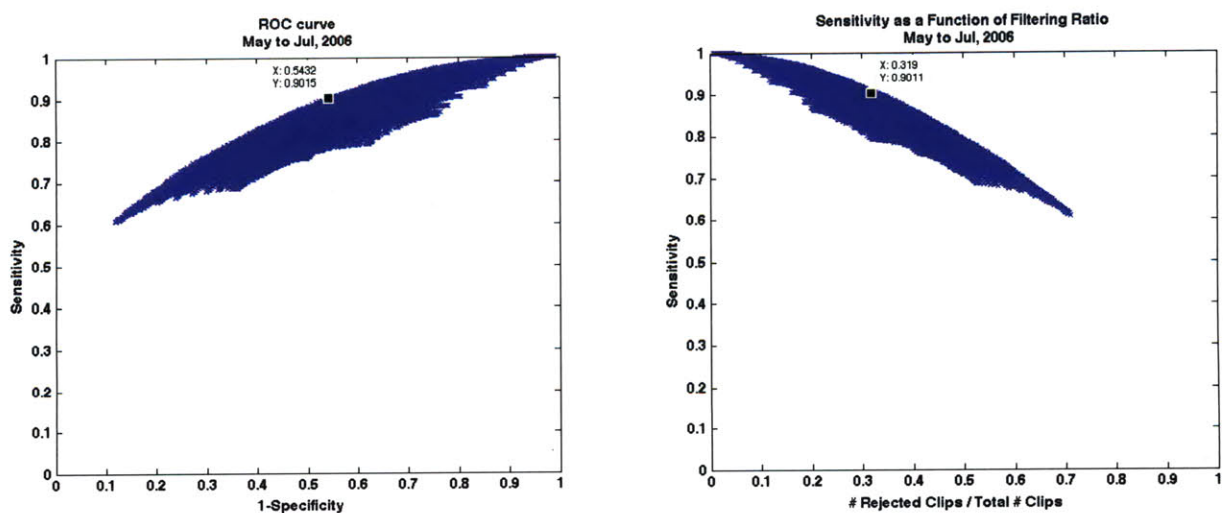 ROC curve
May to Jul, 2006
X: 0.5432
Y: 0.9015
1
0.9
0.8
0.7
0.6
0.5
0.4
0.3
0.2
0.1
0
Sensitivity
0 0.1 0.2 0.3 0.4 0.5 0.6 0.7 0.8 0.9 1
1-Specificity
Sensitivity as a Function of Filtering Ratio
May to Jul, 2006
X: 0.319
Y: 0.9011
1
0.9
0.8
0.7
0.6
0.5
0.4
0.3
0.2
0.1
0
Sensitivity
0 0.1 0.2 0.3 0.4 0.5 0.6 0.7 0.8 0.9 1
# Rejected Clips / Total # Clips